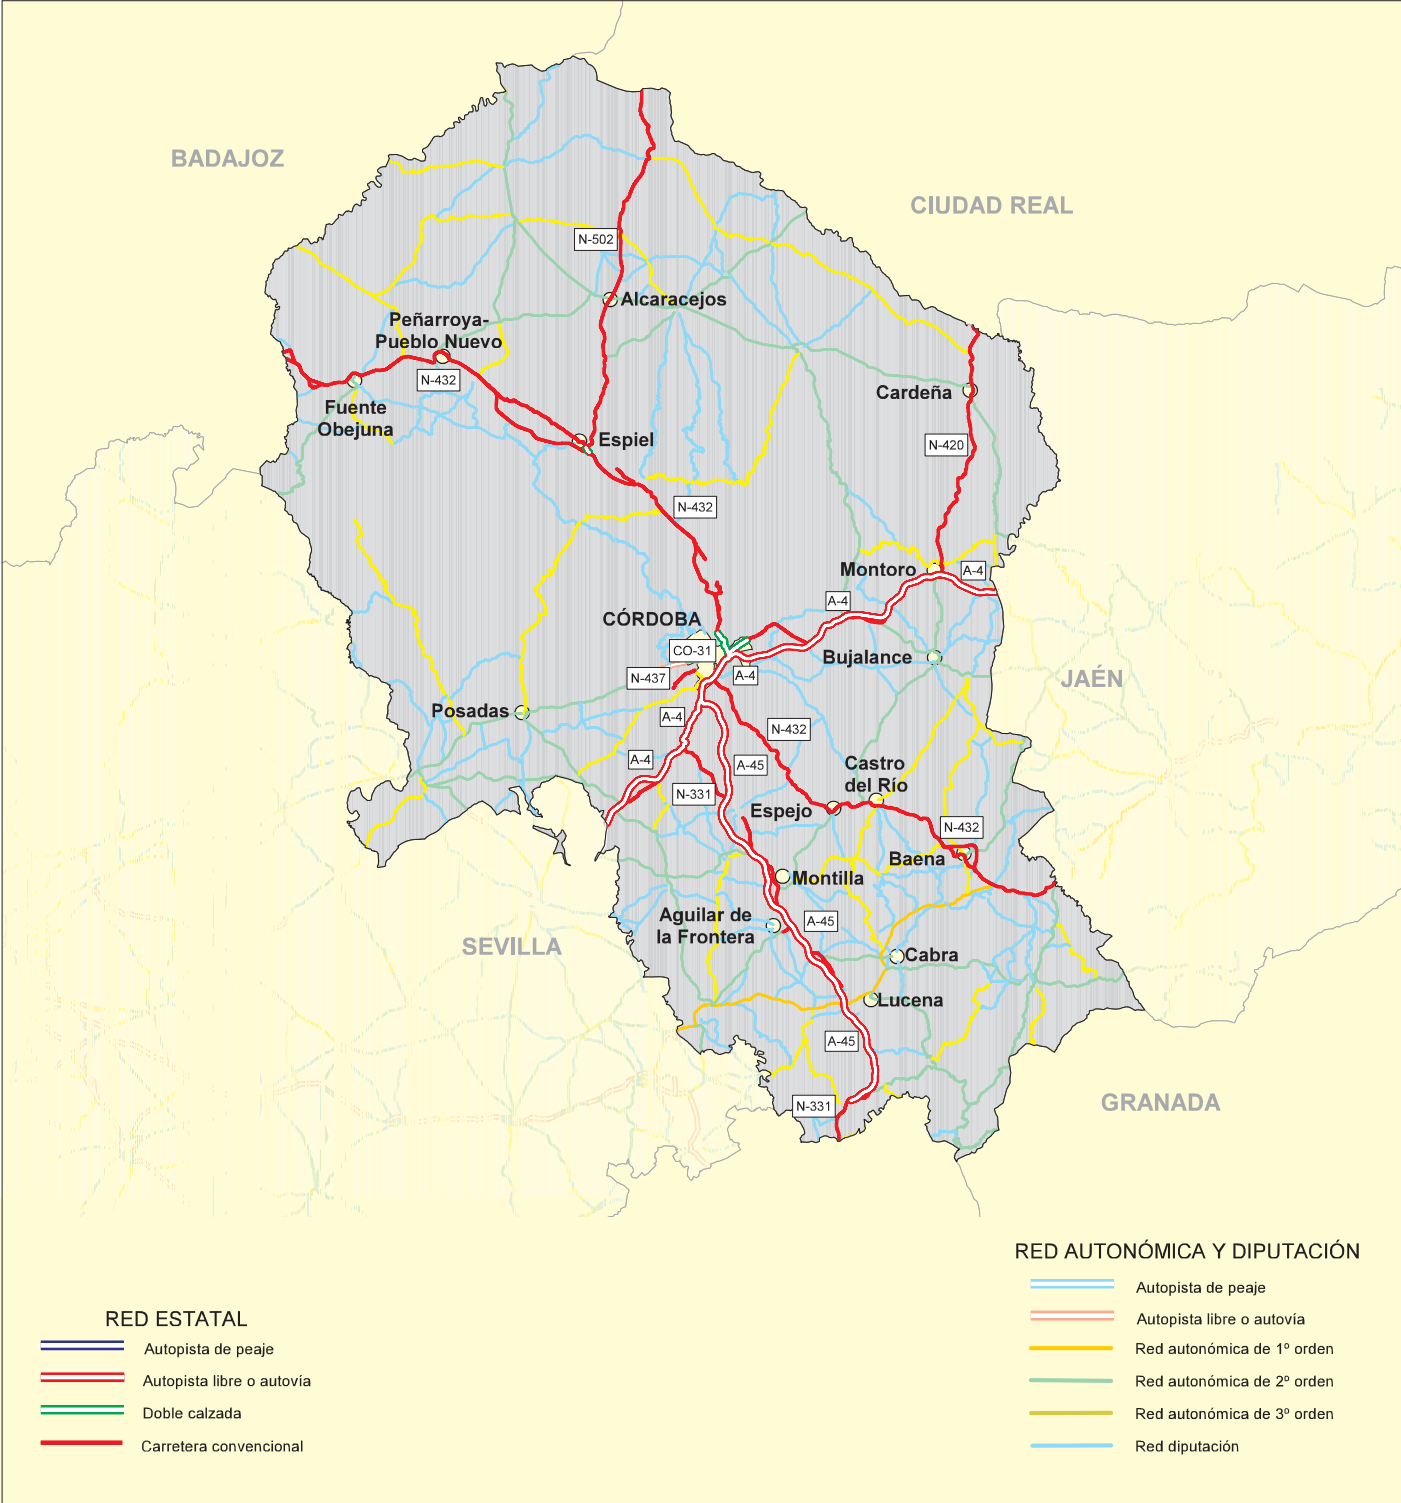 BADAJOZ
CIUDAD REAL
N-502
Alcaracejos
Peñarroya-
Pueblo Nuevo
N-432
Cardeña
Fuente
Obejuna
Espiel
N-420
N-432
Montoro
A-4
A-4
CÓRDOBA
CO-31
Bujalance
N-437
A-4
JAÉN
Posadas
A-4
N-432
A-4
A-45
Castro
del Río
N-331
Espejo
N-432
Baena
Montilla
Aguilar de
la Frontera
A-45
SEVILLA
Cabra
Lucena
A-45
N-331
GRANADA
RED AUTONÓMICA Y DIPUTACIÓN
Autopista de peaje
Autopista libre o autovía
Red autonómica de 1º orden
Red autonómica de 2º orden
Red autonómica de 3º orden
Red diputación
RED ESTATAL
Autopista de peaje
Autopista libre o autovía
Doble calzada
Carretera convencional